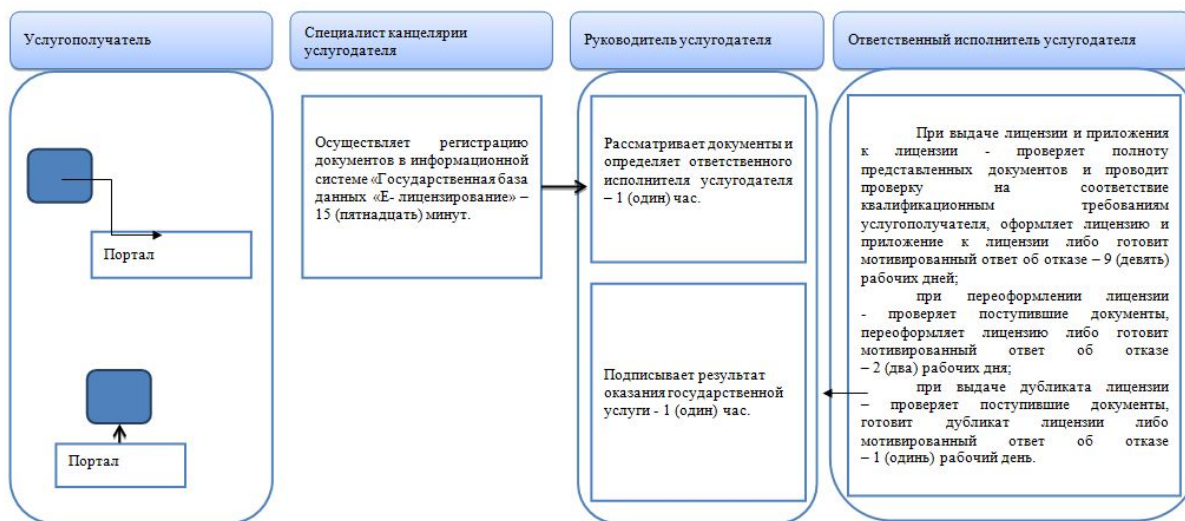 Услугополучатель
Специалист канцелярии
услугодателя
Руководитель услугодателя
Ответственный исполнитель услугодателя
Портал
Портал
Осуществляет регистрацию
документов в информационной
системе «Государственная база
данных «Е- лицензирование» –
15 (пятнадцать) минут.
Рассматривает документы и
определяет ответственного
исполнителя услугодателя
– 1 (один) час.
Подписывает результат
оказания государственной
услуги - 1 (один) час.
При выдаче лицензии и приложения
к лицензии - проверяет полноту
представленных документов и проводит
проверку на соответствие
квалификационным требованиям
услугополучателя, оформляет лицензию и
приложение к лицензии либо готовит
мотивированный ответ об отказе – 9 (девять)
рабочих дней;
при переоформлении лицензии
- проверяет поступившие документы,
переоформляет лицензию либо готовит
мотивированный ответ об отказе
– 2 (два) рабочих дня;
при выдаче дубликата лицензии
– проверяет поступившие документы,
готовит дубликат лицензии либо
мотивированный ответ об отказе
– 1 (одинь) рабочий день.